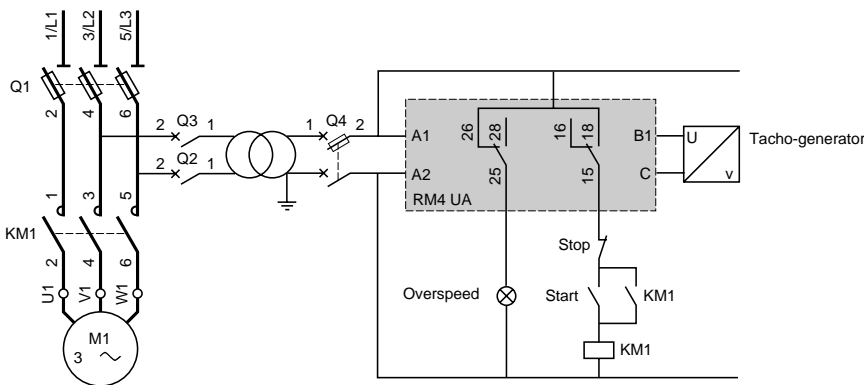 1/L1 3/L2 5/L3
Q1
2 4 6
2 Q3 1
2 Q2 1
1 Q4 2
A1
A2
26 28
25
16 18
15
B1
C
RM4 UA
U
v
Tacho-generator
1 3 5
KM1
2 4 6
U1 V1 W1
M1
3
Stop
Overspeed
Start
KM1
KM1